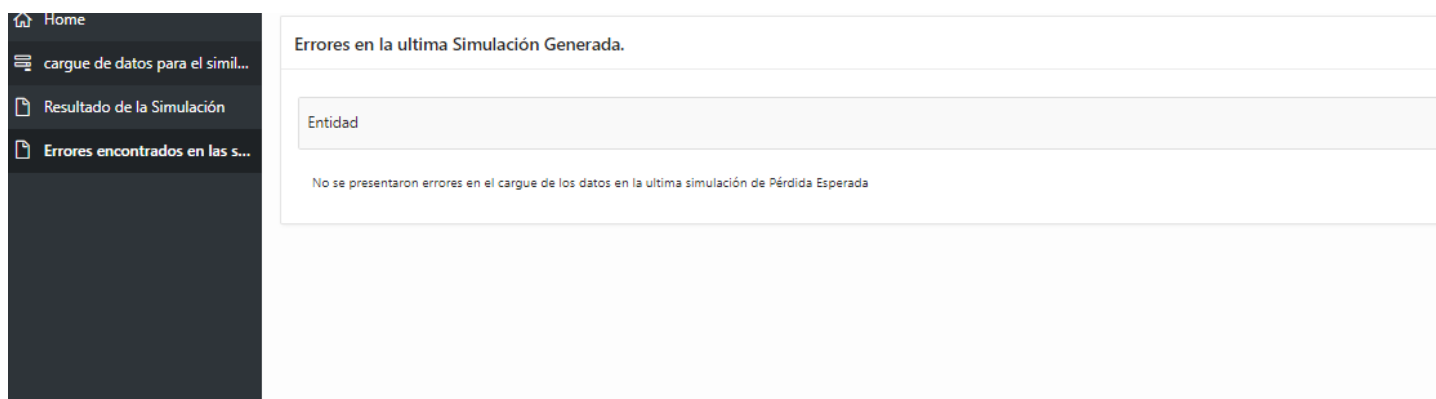 Home
cargue de datos para el simil...
Resultado de la Simulación
Errores encontrados en las s...
Errores en la ultima Simulación Generada.
Entidad
No se presentaron errores en el cargue de los datos en la ultima simulación de Pérdida Esperada